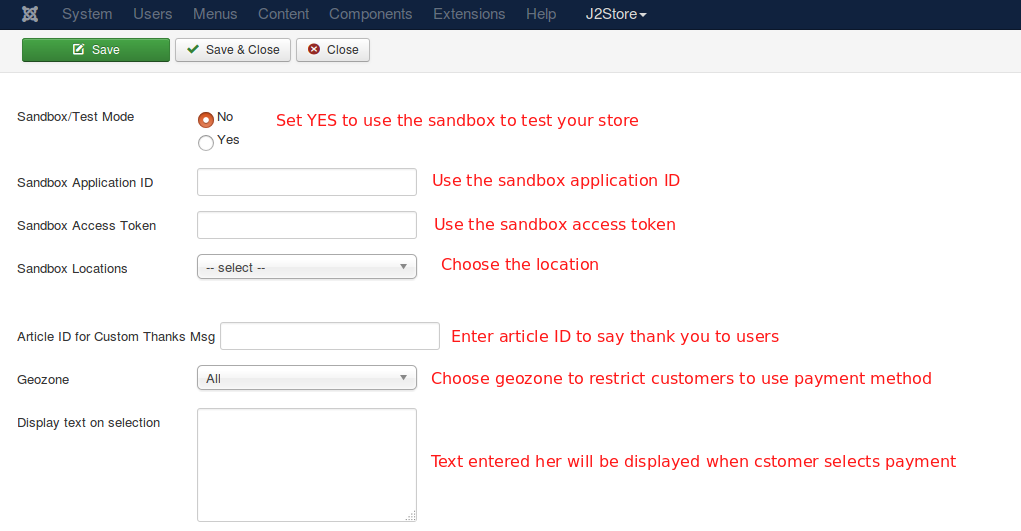 System Users Menus Content Components Extensions Help J2Store
Save Save & Close Close
Sandbox/Test Mode No Set YES to use the sandbox to test your store
Yes
Sandbox Application ID Use the sandbox application ID
Sandbox Access Token Use the sandbox access token
Sandbox Locations -- select -- Choose the location
Article ID for Custom Thanks Msg Enter article ID to say thank you to users
Geozone All Choose geozone to restrict customers to use payment method
Display text on selection
Text entered her will be displayed when cstomer selects payment